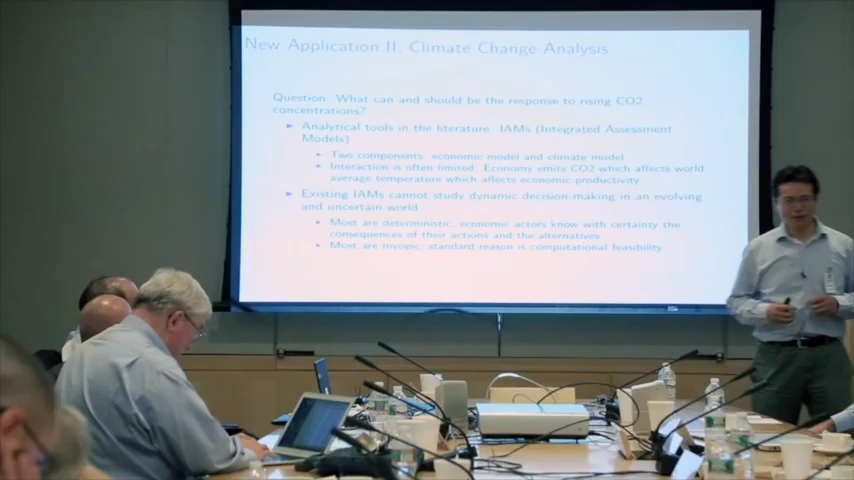 New Application II: Climate Change Analysis
Question: What can and should be the response to rising CO2
concentrations?
Analytical tools in the literature: IAMs (Integrated Assessment
Models)
Two components: economic model and climate model
Interaction is often limited: Economy emits CO2 which affects world
average temperature which affects economic productivity
Existing IAMs cannot study dynamic decision-making in an evolving
and uncertain world
Most are deterministic; economic actors know with certainty the
consequences of their actions and the alternatives
Most are myopic; standard reason is computational feasibility